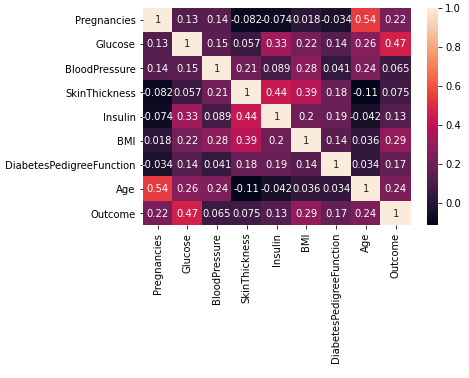 Pregnancies 1 0.13 0.14 -0.082 -0.074 0.018 -0.034 0.54 0.22
Glucose 0.13 1 0.15 0.057 0.33 0.22 0.14 0.26 0.47
BloodPressure 0.14 0.15 1 0.21 0.089 0.28 0.041 0.24 0.065
SkinThickness -0.082 0.057 0.21 1 0.44 0.39 0.18 -0.11 0.075
Insulin -0.074 0.33 0.089 0.44 1 0.2 0.19 -0.042 0.13
BMI 0.018 0.22 0.28 0.39 0.2 1 0.14 0.036 0.29
DiabetesPedigreeFunction -0.034 0.14 0.041 0.18 0.19 0.14 1 0.034 0.17
Age 0.54 0.26 0.24 -0.11 -0.042 0.036 0.034 1 0.24
Outcome 0.22 0.47 0.065 0.075 0.13 0.29 0.17 0.24 1
Pregnancies
Glucose
BloodPressure
SkinThickness
Insulin
BMI
DiabetesPedigreeFunction
Age
Outcome
1.0
0.8
0.6
0.4
0.2
0.0